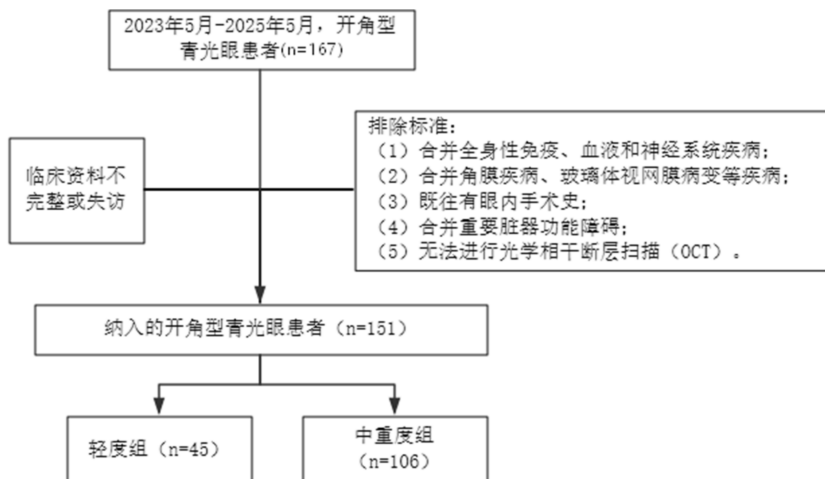 2023年5月-2025年5月，开角型
青光眼患者(n=167)
临床资料不
完整或失访
排除标准：
（1）合并全身性免疫、血液和神经系统疾病；
（2）合并角膜疾病、玻璃体视网膜病变等疾病；
（3）既往有眼内手术史；
（4）合并重要脏器功能障碍；
（5）无法进行光学相干断层扫描（OCT）。
纳入的开角型青光眼患者（n=151）
轻度组（n=45）
中重度组
（n=106）